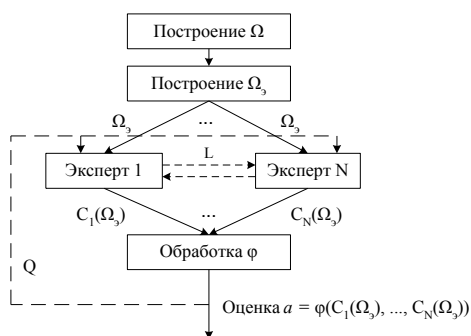 Построение Ω
Построение Ωэ
Ωэ ... Ωэ
L
Эксперт 1 Эксперт N
C1(Ωэ) ... CN(Ωэ)
Обработка φ
Q
Оценка a = φ(C1(Ωэ), ..., CN(Ωэ))